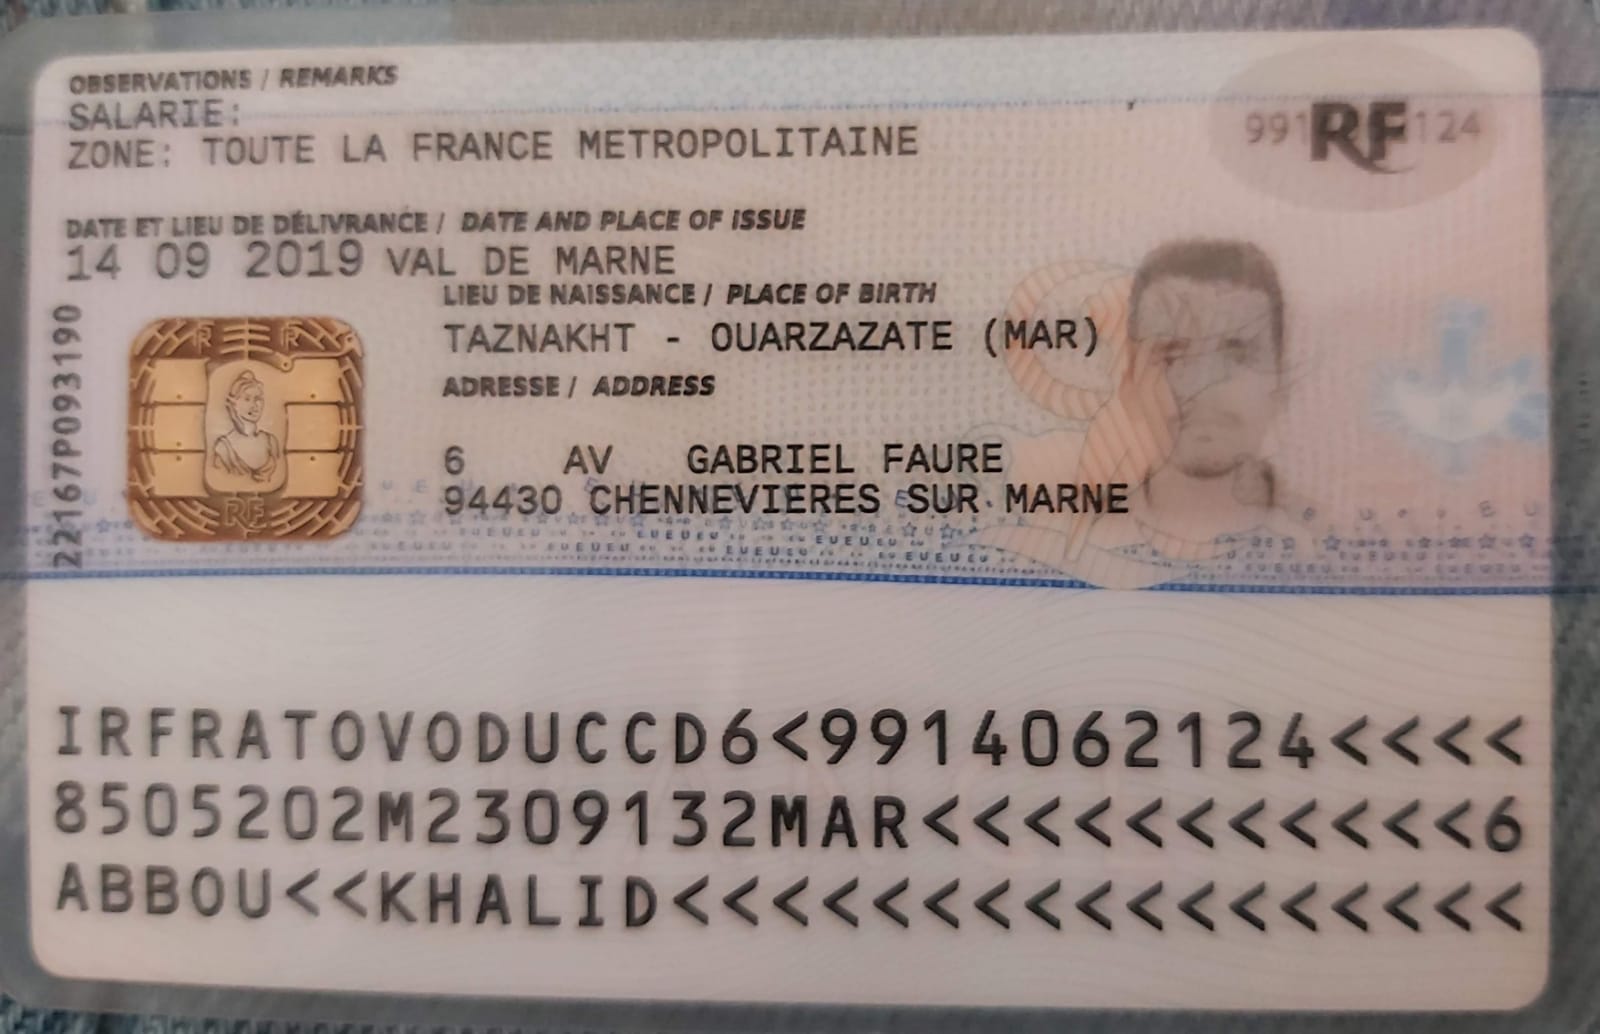 OBSERVATIONS / REMARKS
SALARIE:
ZONE: TOUTE LA FRANCE METROPOLITAINE
991 RF 124
DATE ET LIEU DE DÉLIVRANCE / DATE AND PLACE OF ISSUE
14 09 2019 VAL DE MARNE
LIEU DE NAISSANCE / PLACE OF BIRTH
TAZNAKHT - OUARZAZATE (MAR)
ADRESSE / ADDRESS
6 AV GABRIEL FAURE
94430 CHENNEVIERES SUR MARNE
22167P093190
RF
IRFRATOVODUCCD6<9914062124<<<<
8505202M2309132MAR<<<<<<<<<<<6
ABBOU<<KHALID<<<<<<<<<<<<<<<<<